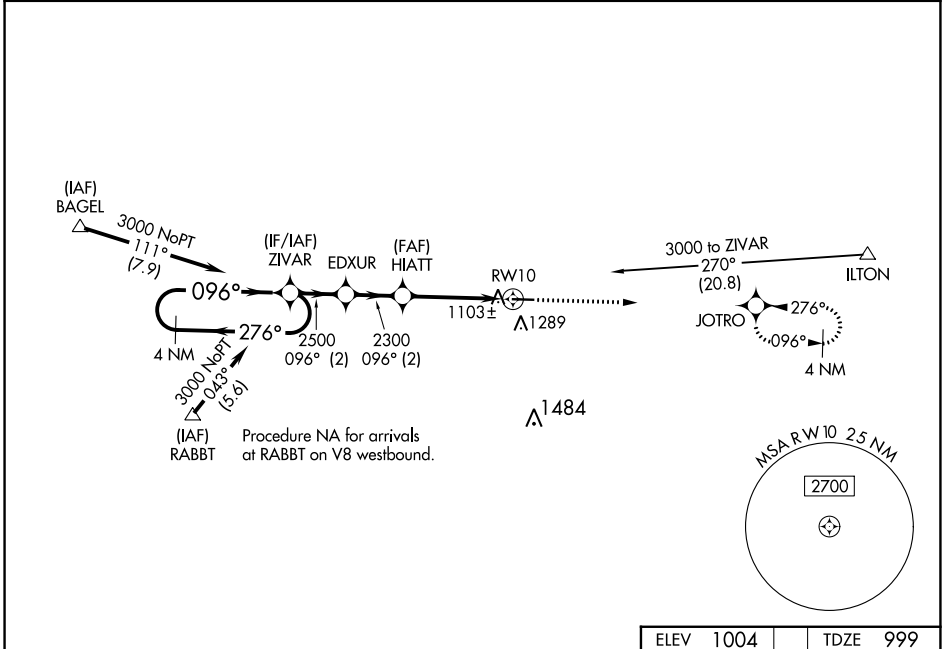 (IAF)
BAGEL
3000 NoPT
111°
(7.9)
(IF/IAF)
ZIVAR
EDXUR
(FAF)
HIATT
RW10
3000 to ZIVAR
270°
(20.8)
ILTON
096°
276°
4 NM
2500
096° (2)
2300
096° (2)
1103±
1289
JOTRO
276°
096°
4 NM
3000 NoPT
043°
(5.6)
(IAF)
RABBT
Procedure NA for arrivals
at RABBT on V8 westbound.
1484
MSA RW10 25 NM
2700
ELEV 1004 TDZE 999